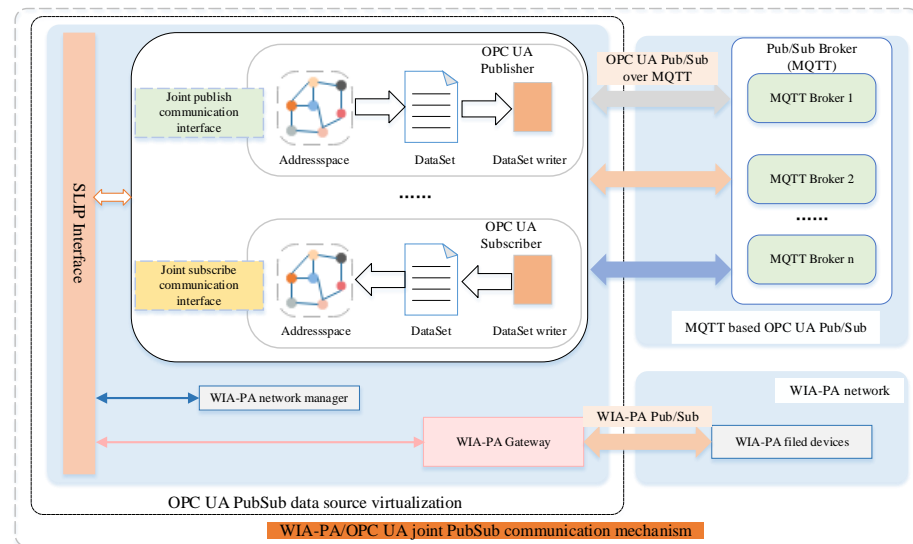 OPC UA
Publisher
Joint publish
communication
interface
Addressspace
DataSet
DataSet writer
......
OPC UA
Subscriber
Joint subscribe
communication
interface
Addressspace
DataSet
DataSet writer
SLIP Interface
WIA-PA network manager
WIA-PA Gateway
OPC UA PubSub data source virtualization
OPC UA Pub/Sub
over MQTT
Pub/Sub Broker
(MQTT)
MQTT Broker 1
MQTT Broker 2
......
MQTT Broker n
MQTT based OPC UA Pub/Sub
WIA-PA network
WIA-PA Pub/Sub
WIA-PA filed devices
WIA-PA/OPC UA joint PubSub communication mechanism